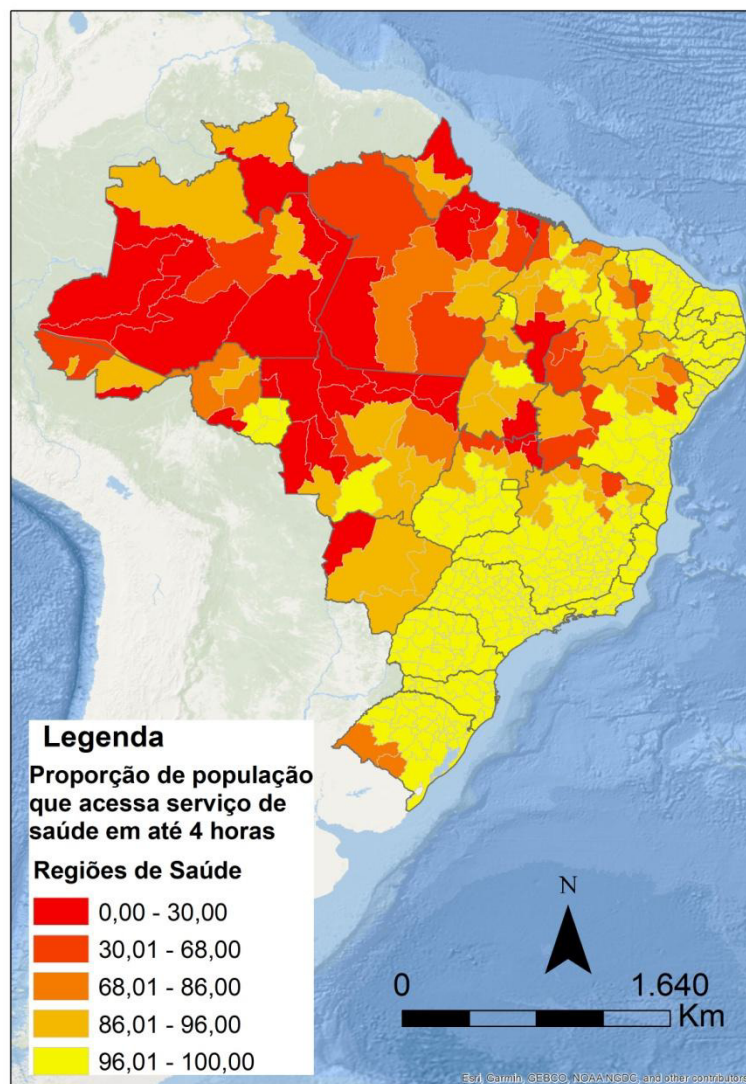 Legenda
Proporção de população
que acessa serviço de
saúde em até 4 horas
Regiões de Saúde
0,00 - 30,00
30,01 - 68,00
68,01 - 86,00
86,01 - 96,00
96,01 - 100,00
N
0 1.640
Km
Esri, Garmin, GEBCO, NOAA NGDC, and other contributors